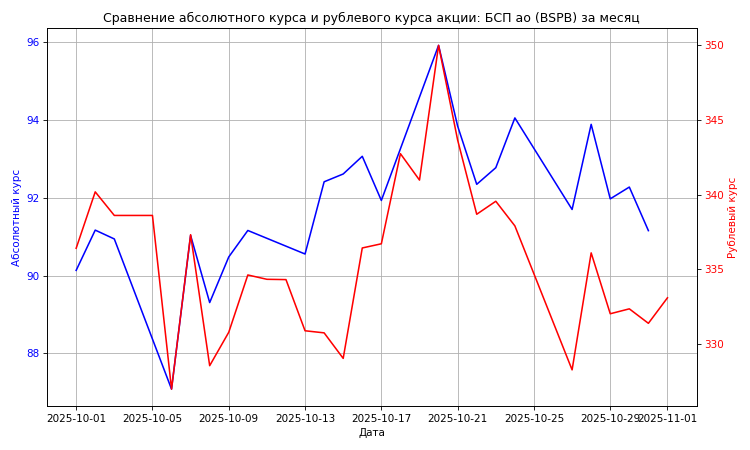 Сравнение абсолютного курса и рублевого курса акции: БСП ао (BSPB) за месяц
96
94
92
90
88
Абсолютный курс
350
345
340
335
330
Рублевый курс
2025-10-01 2025-10-05 2025-10-09 2025-10-13 2025-10-17 2025-10-21 2025-10-25 2025-10-29 2025-11-01
Дата